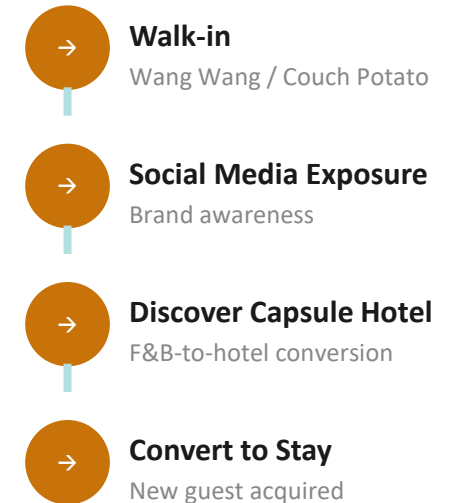 Walk-in
Wang Wang / Couch Potato
Social Media Exposure
Brand awareness
Discover Capsule Hotel
F&B-to-hotel conversion
Convert to Stay
New guest acquired